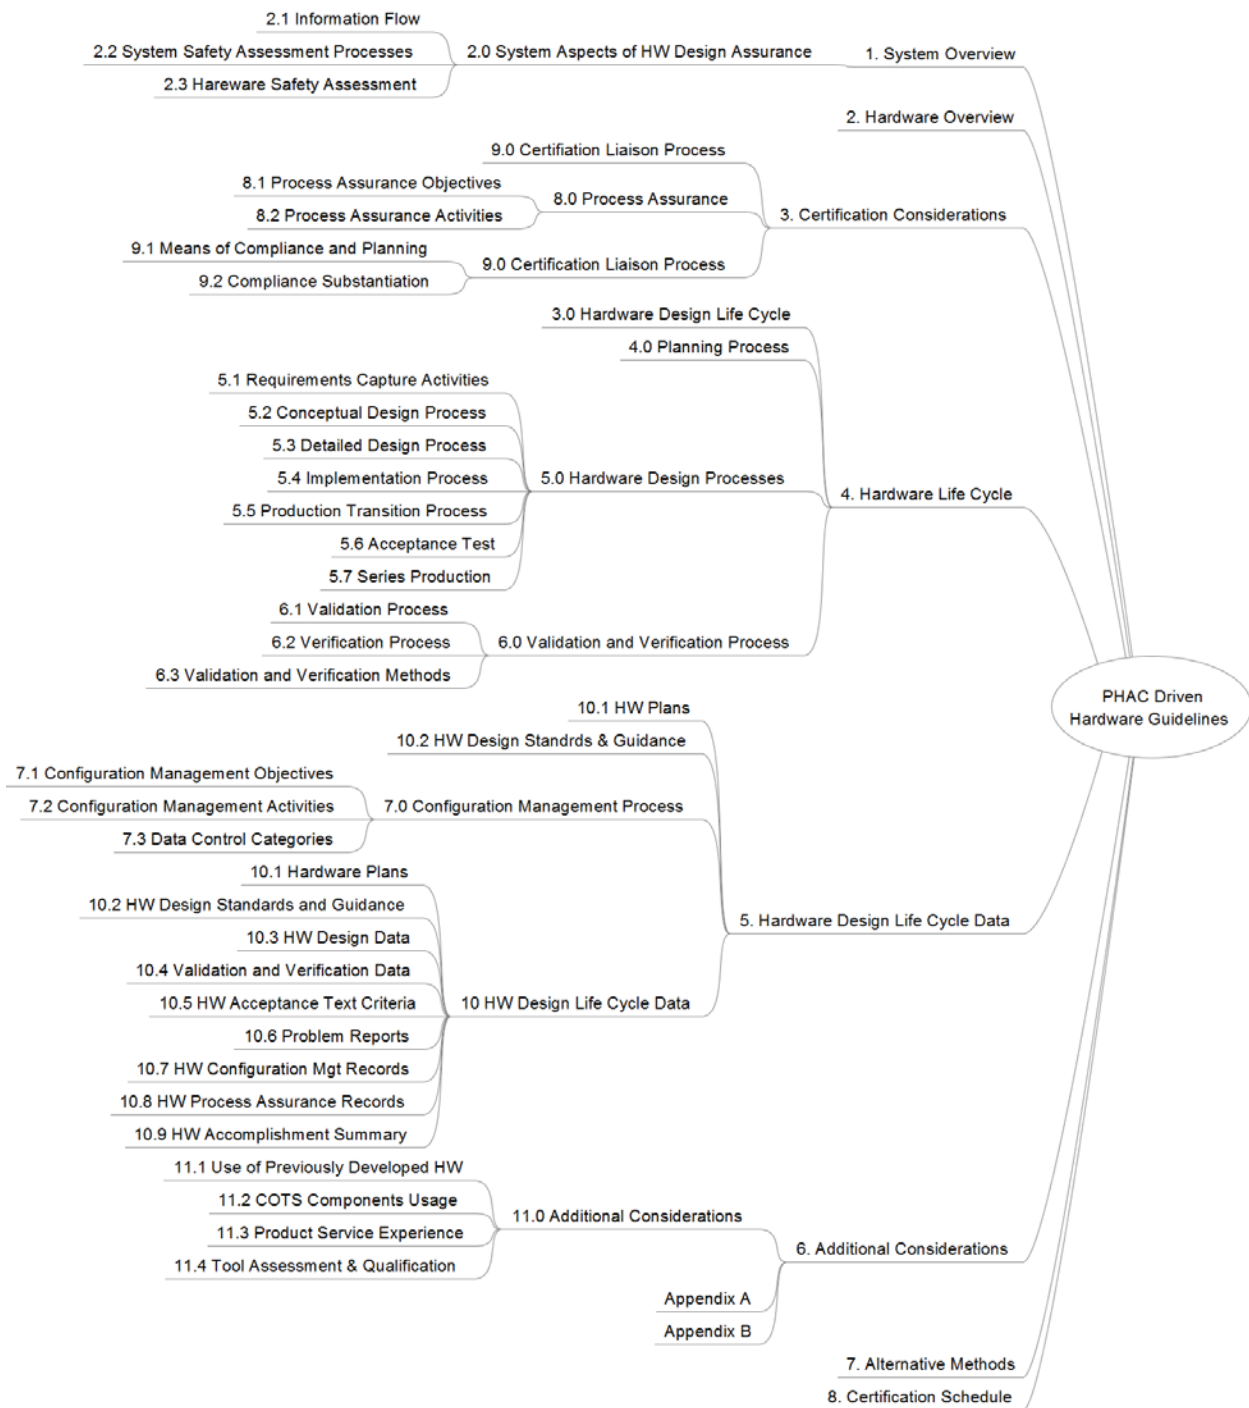 2.1 Information Flow
2.2 System Safety Assessment Processes
2.3 Hareware Safety Assessment
2.0 System Aspects of HW Design Assurance
1. System Overview
2. Hardware Overview
9.0 Certifiation Liaison Process
8.1 Process Assurance Objectives
8.2 Process Assurance Activities
8.0 Process Assurance
9.1 Means of Compliance and Planning
9.2 Compliance Substantiation
9.0 Certification Liaison Process
3. Certification Considerations
3.0 Hardware Design Life Cycle
4.0 Planning Process
5.1 Requirements Capture Activities
5.2 Conceptual Design Process
5.3 Detailed Design Process
5.4 Implementation Process
5.5 Production Transition Process
5.6 Acceptance Test
5.7 Series Production
5.0 Hardware Design Processes
6.1 Validation Process
6.2 Verification Process
6.3 Validation and Verification Methods
6.0 Validation and Verification Process
4. Hardware Life Cycle
PHAC Driven
Hardware Guidelines
10.1 HW Plans
10.2 HW Design Standrds & Guidance
7.1 Configuration Management Objectives
7.2 Configuration Management Activities
7.3 Data Control Categories
7.0 Configuration Management Process
10.1 Hardware Plans
10.2 HW Design Standards and Guidance
10.3 HW Design Data
10.4 Validation and Verification Data
10.5 HW Acceptance Text Criteria
10.6 Problem Reports
10.7 HW Configuration Mgt Records
10.8 HW Process Assurance Records
10.9 HW Accomplishment Summary
10 HW Design Life Cycle Data
5. Hardware Design Life Cycle Data
11.1 Use of Previously Developed HW
11.2 COTS Components Usage
11.3 Product Service Experience
11.4 Tool Assessment & Qualification
11.0 Additional Considerations
Appendix A
Appendix B
6. Additional Considerations
7. Alternative Methods
8. Certification Schedule